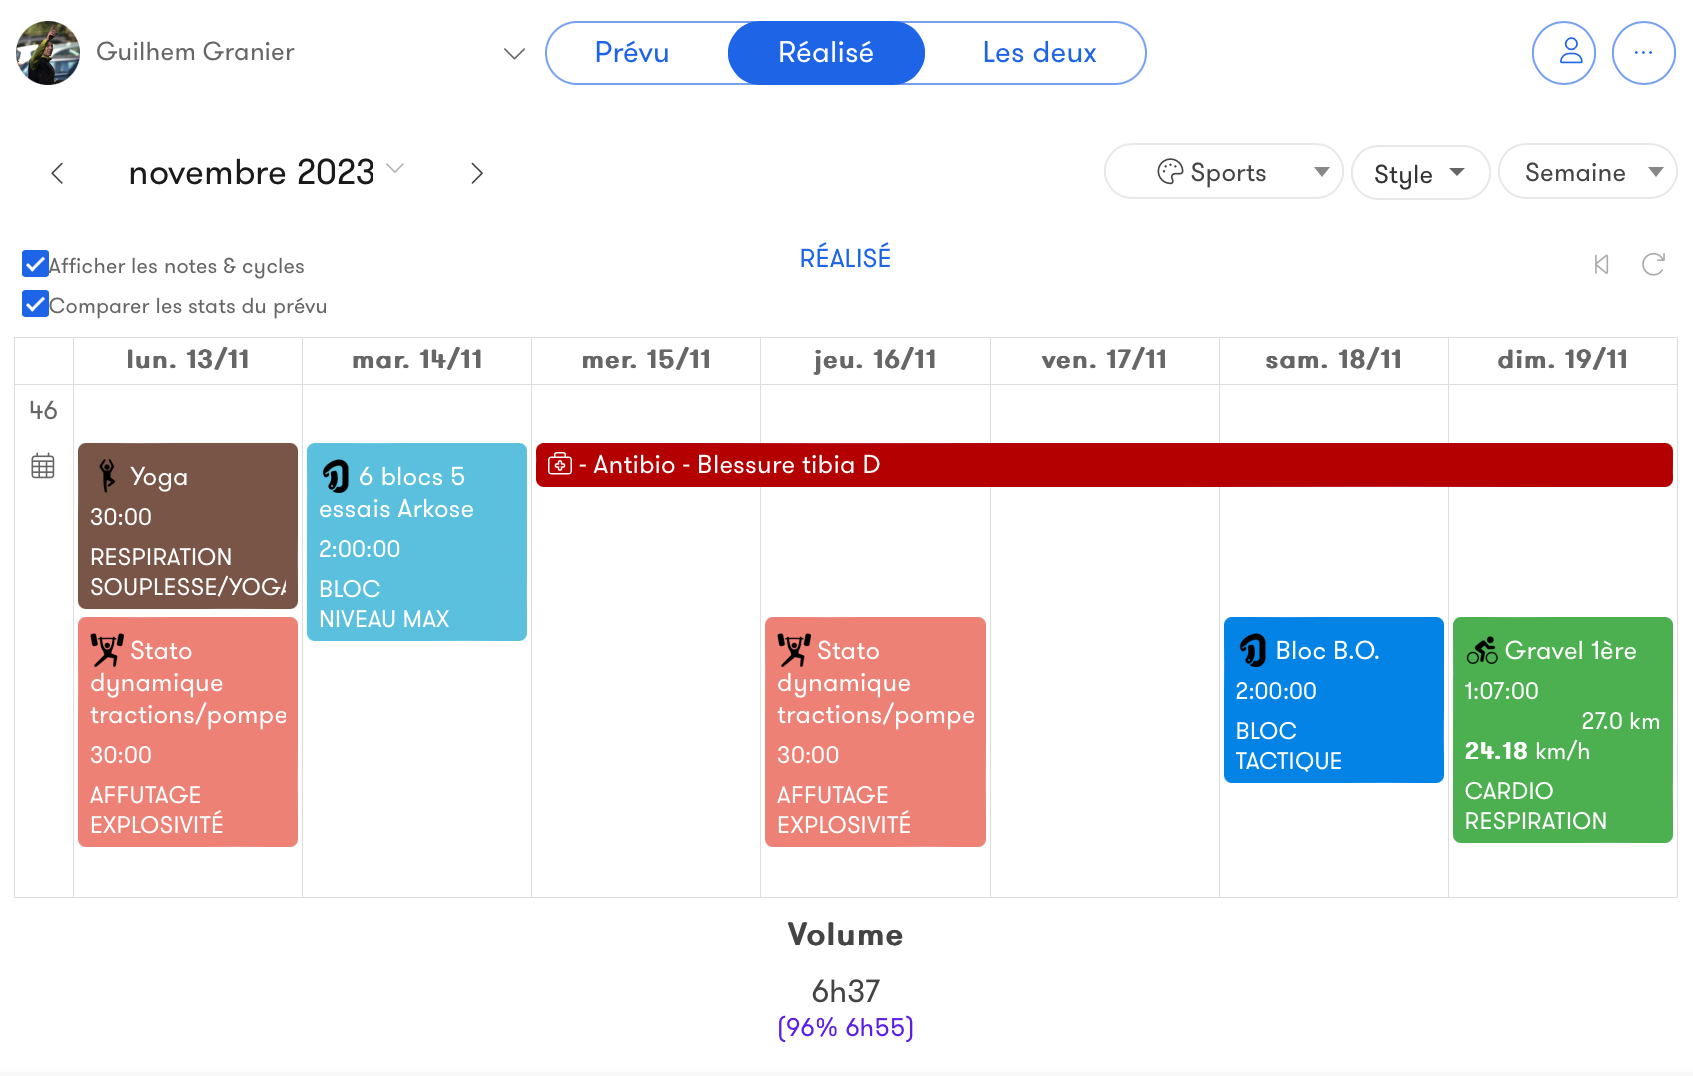 Guilhem Granier
Prévu
Réalisé
Les deux
novembre 2023
Sports
Style
Semaine
Afficher les notes & cycles
Comparer les stats du prévu
RÉALISÉ
lun. 13/11
mar. 14/11
mer. 15/11
jeu. 16/11
ven. 17/11
sam. 18/11
dim. 19/11
46
Yoga
30:00
RESPIRATION
SOUPLESSE/YOGA
Stato
dynamique
tractions/pompe
30:00
AFFUTAGE
EXPLOSIVITÉ
6 blocs 5
essais Arkose
2:00:00
BLOC
NIVEAU MAX
- Antibio - Blessure tibia D
Stato
dynamique
tractions/pompe
30:00
AFFUTAGE
EXPLOSIVITÉ
Bloc B.O.
2:00:00
BLOC
TACTIQUE
Gravel 1ère
1:07:00
27.0 km
24.18 km/h
CARDIO
RESPIRATION
Volume
6h37
(96% 6h55)